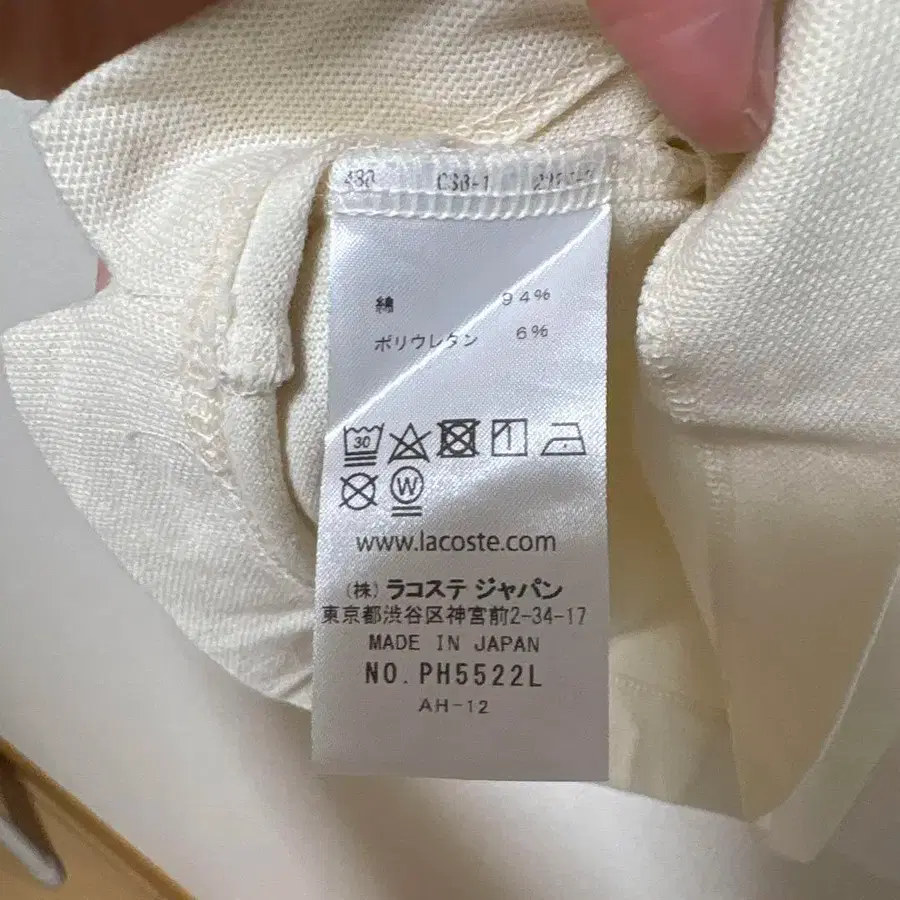 綿 94%
ポリウレタン 6%
30
W
www.lacoste.com
(株) ラコステ ジャパン
東京都渋谷区神宮前2-34-17
MADE IN JAPAN
NO. PH5522L
AH-12